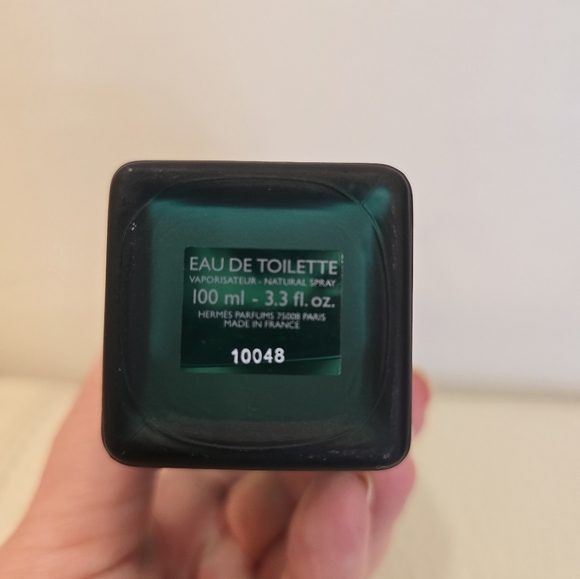 EAU DE TOILETTE
VAPORISATEUR - NATURAL SPRAY
100 ml - 3.3 fl. oz.
HERMÈS PARFUMS 75008 PARIS
MADE IN FRANCE
10048